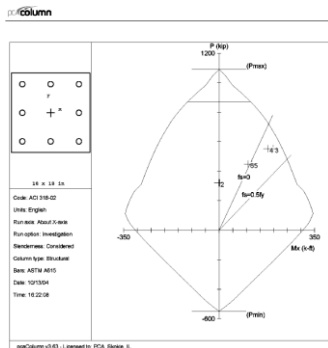 pcaColumn
P (kip)
1200
(Pmax)
fs=0
fs=0.5fy
-350
350
Mx (k-ft)
(Pmin)
-600
y
x
16 x 16 in
Code: ACI 318-02
Units: English
Run axis: About X-axis
Run option: Investigation
Slenderness: Considered
Column type: Structural
Bars: ASTM A615
Date: 10/13/04
Time: 16:22:08